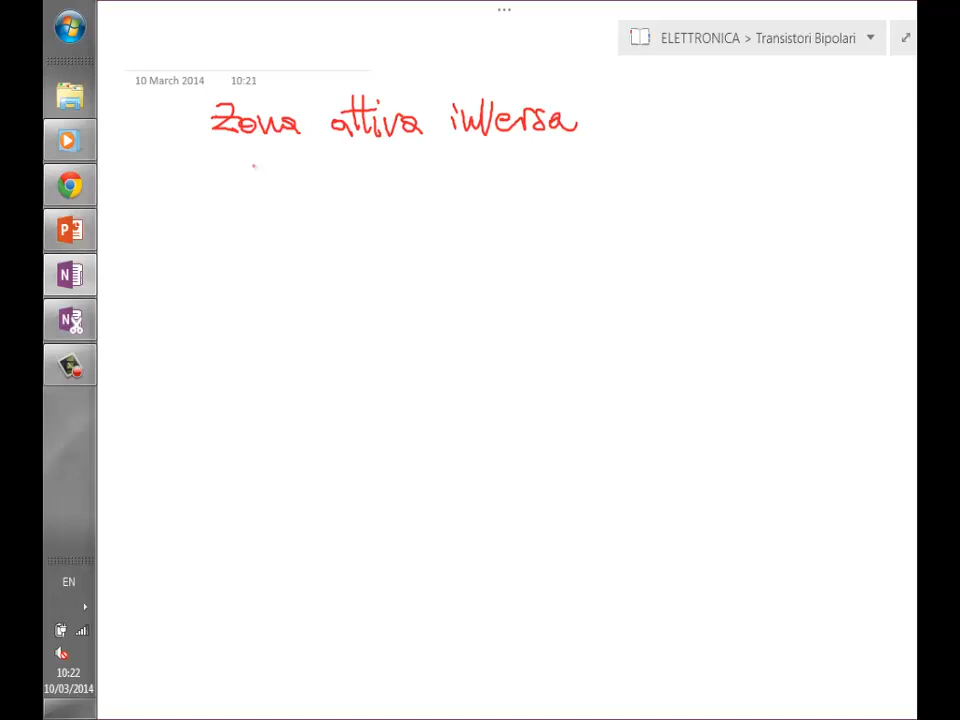 ...
ELETTRONICA > Transistori Bipolari
10 March 2014 10:21
Zona attiva inversa
P
N
N
EN
10:22
10/03/2014